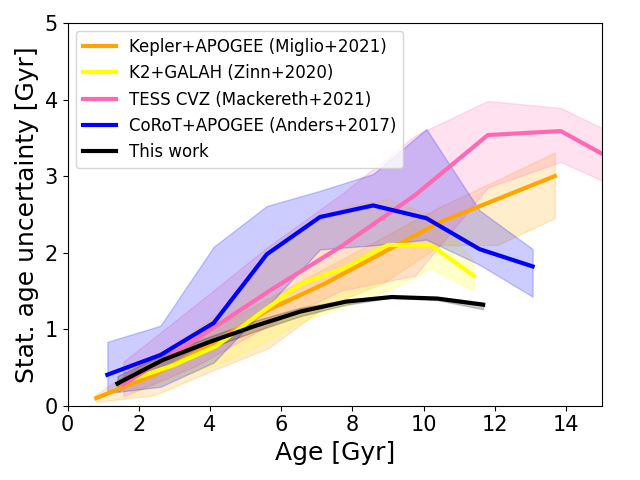 Stat. age uncertainty [Gyr]
5
4
3
2
1
0
Kepler+APOGEE (Miglio+2021)
K2+GALAH (Zinn+2020)
TESS CVZ (Mackereth+2021)
CoRoT+APOGEE (Anders+2017)
This work
0 2 4 6 8 10 12 14
Age [Gyr]